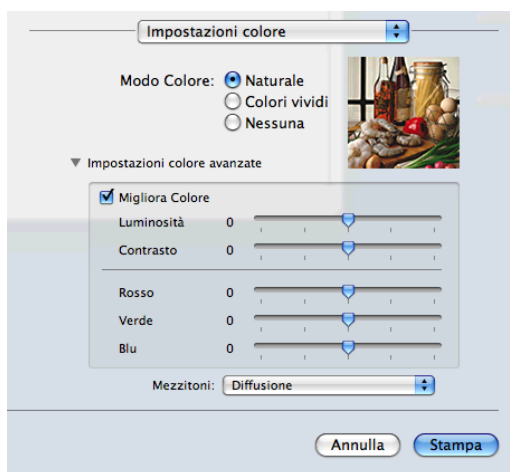 Impostazioni colore
Modo Colore: Naturale
Colori vividi
Nessuna
Impostazioni colore avanzate
Migliora Colore
Luminosità 0
Contrasto 0
Rosso 0
Verde 0
Blu 0
Mezzitoni: Diffusione
Annulla Stampa